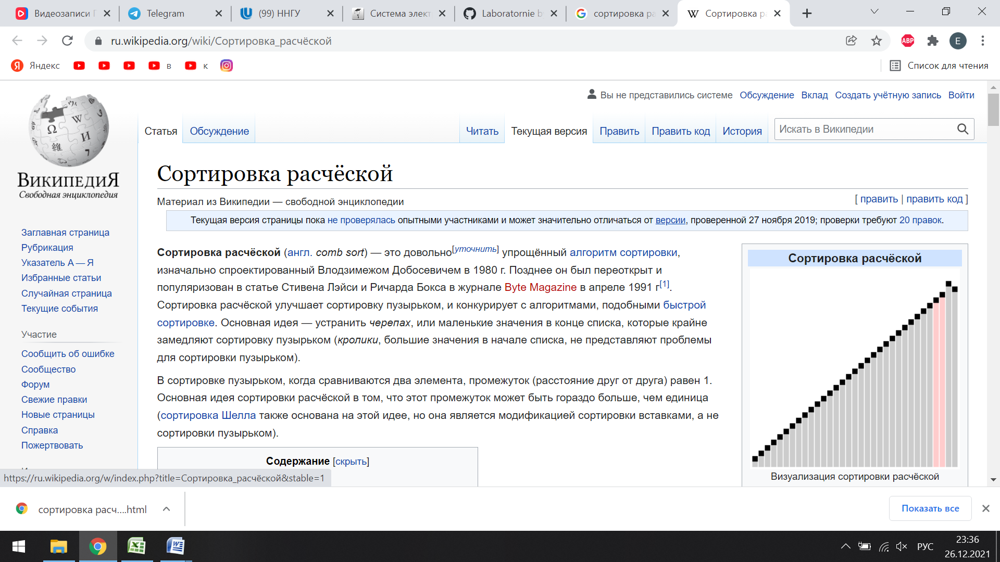 Видеозаписи
Telegram
(99) ННГУ
Система элект
Laboratornie
сортировка ра
Сортировка ра
ru.wikipedia.org/wiki/Сортировка_расчёской
ABP
E
Яндекс
в
к
Список для чтения
Вы не представились системе Обсуждение Вклад Создать учётную запись Войти
Статья Обсуждение Читать Текущая версия Править Править код История Искать в Википедии
ВикипедиЯ
Свободная энциклопедия
Заглавная страница
Рубрикация
Указатель А — Я
Избранные статьи
Случайная страница
Текущие события
Участие
Сообщить об ошибке
Сообщество
Форум
Свежие правки
Новые страницы
Справка
Пожертвовать
Сортировка расчёской
Материал из Википедии — свободной энциклопедии
[ править | править код ]
Текущая версия страницы пока не проверялась опытными участниками и может значительно отличаться от версии, проверенной 27 ноября 2019; проверки требуют 20 правок.
Сортировка расчёской (англ. comb sort) — это довольно[уточнить] упрощённый алгоритм сортировки,
изначально спроектированный Влодзимежом Добосевичем в 1980 г. Позднее он был переоткрыт и
популяризован в статье Стивена Лэйси и Ричарда Бокса в журнале Byte Magazine в апреле 1991 г[1].
Сортировка расчёской улучшает сортировку пузырьком, и конкурирует с алгоритмами, подобными быстрой
сортировке. Основная идея — устранить черепах, или маленькие значения в конце списка, которые крайне
замедляют сортировку пузырьком (кролики, большие значения в начале списка, не представляют проблемы
для сортировки пузырьком).
В сортировке пузырьком, когда сравниваются два элемента, промежуток (расстояние друг от друга) равен 1.
Основная идея сортировки расчёской в том, что этот промежуток может быть гораздо больше, чем единица
(сортировка Шелла также основана на этой идее, но она является модификацией сортировки вставками, а не
сортировки пузырьком).
Содержание [скрыть]
Сортировка расчёской
Визуализация сортировки расчёской
https://ru.wikipedia.org/w/index.php?title=Сортировка_расчёской&stable=1
сортировка расч....html
Показать все
РУС
23:36
26.12.2021